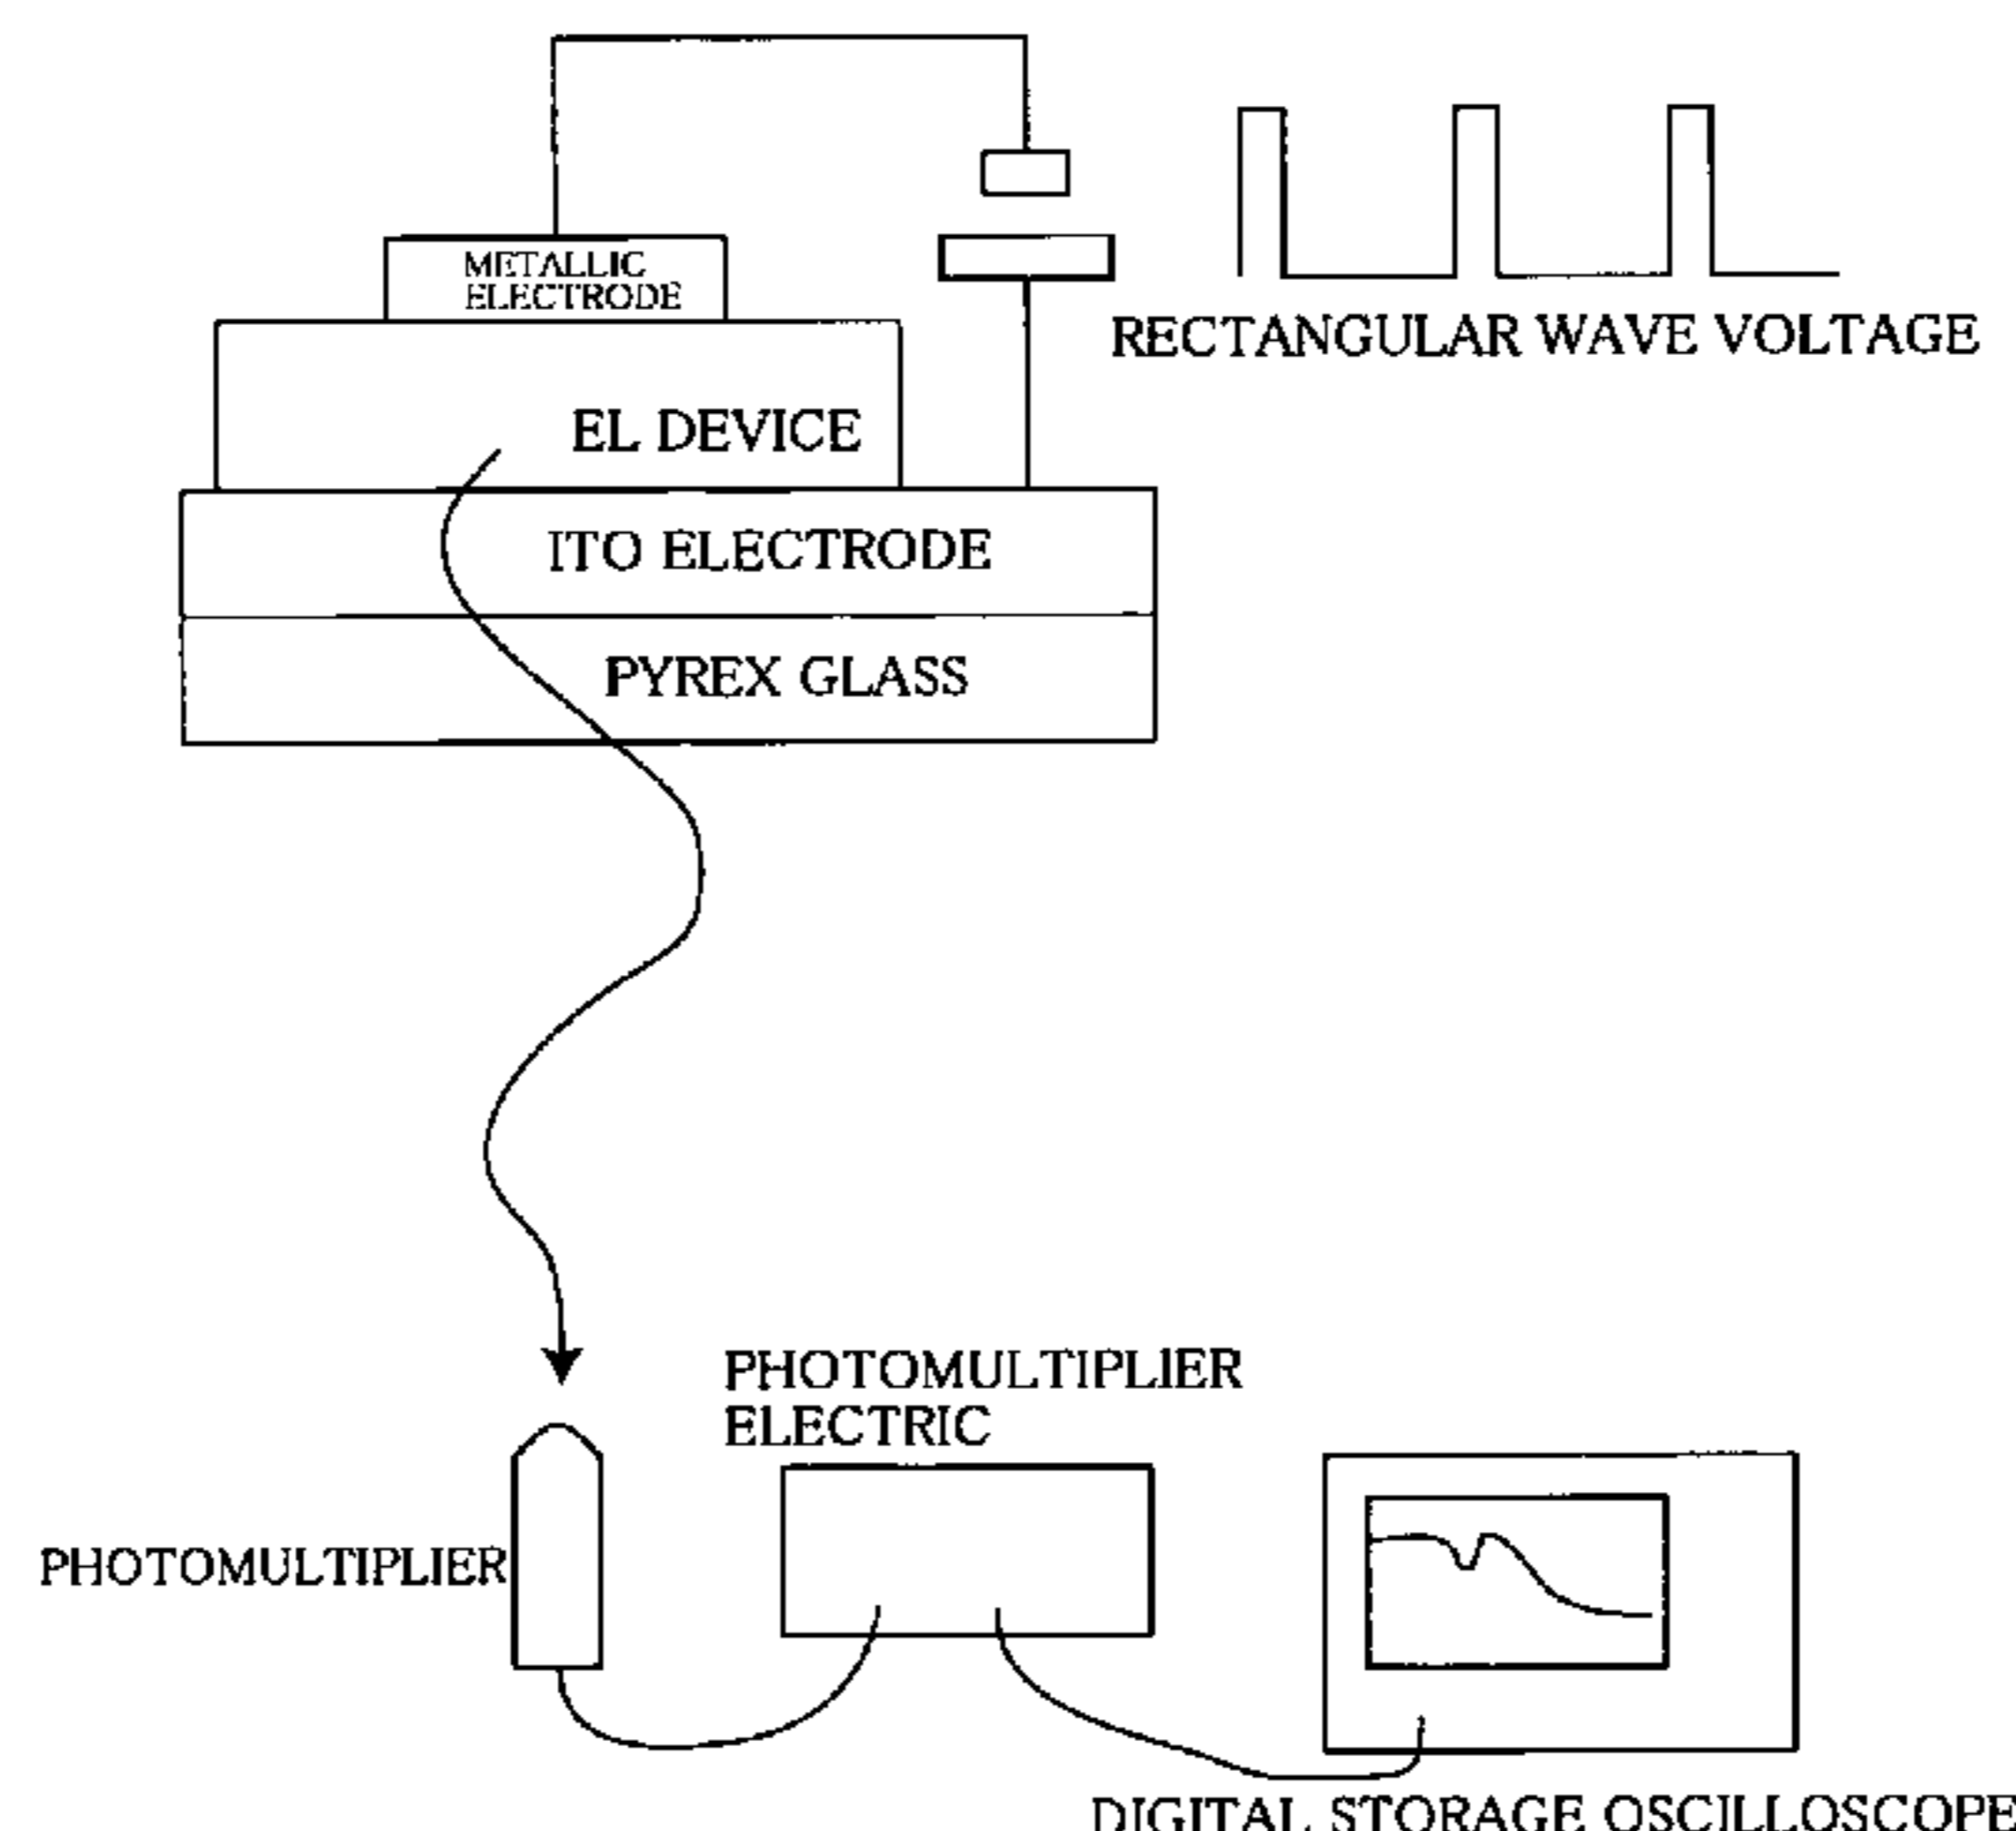 METALLIC
ELECTRODE
RECTANGULAR WAVE VOLTAGE
EL DEVICE
ITO ELECTRODE
PYREX GLASS
PHOTOMULTIPLIER
ELECTRIC
PHOTOMULTIPLIER
DIGITAL STORAGE OSCILLOSCOPE